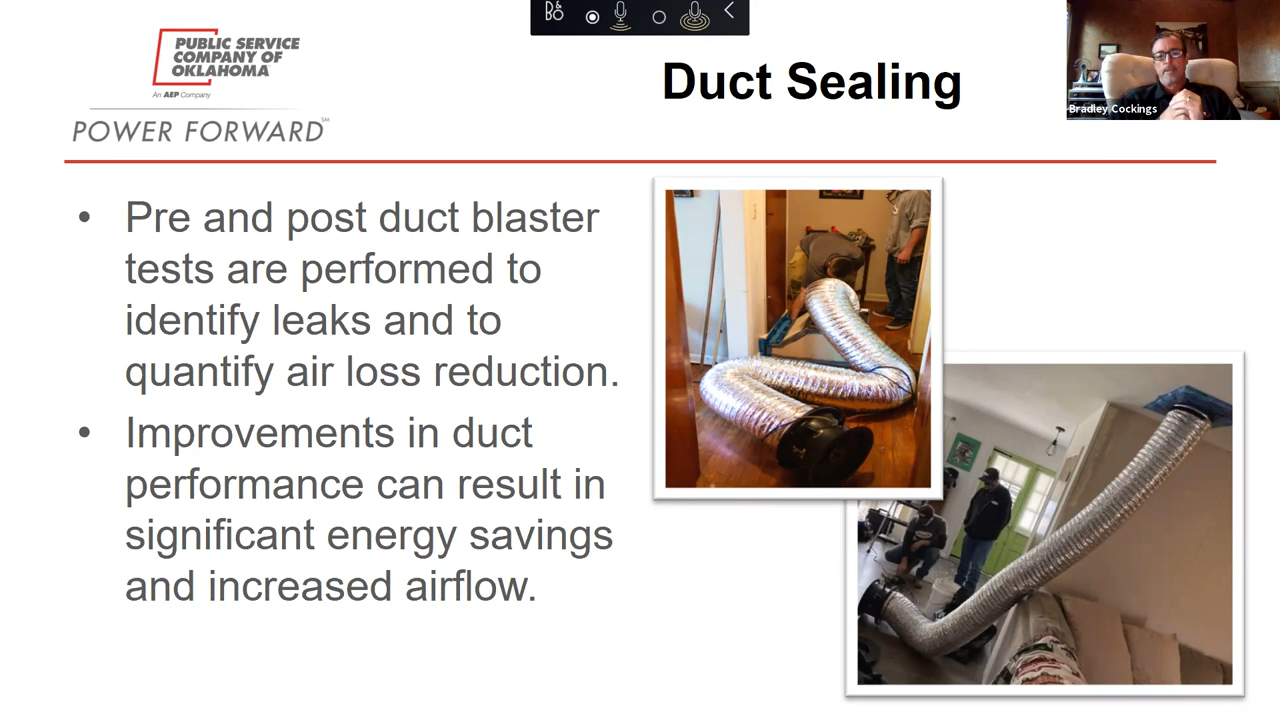 PUBLIC SERVICE
COMPANY OF
OKLAHOMA
An AEP Company
POWER FORWARD℠
B&O
Duct Sealing
Bradley Cockings
• Pre and post duct blaster
tests are performed to
identify leaks and to
quantify air loss reduction.
• Improvements in duct
performance can result in
significant energy savings
and increased airflow.